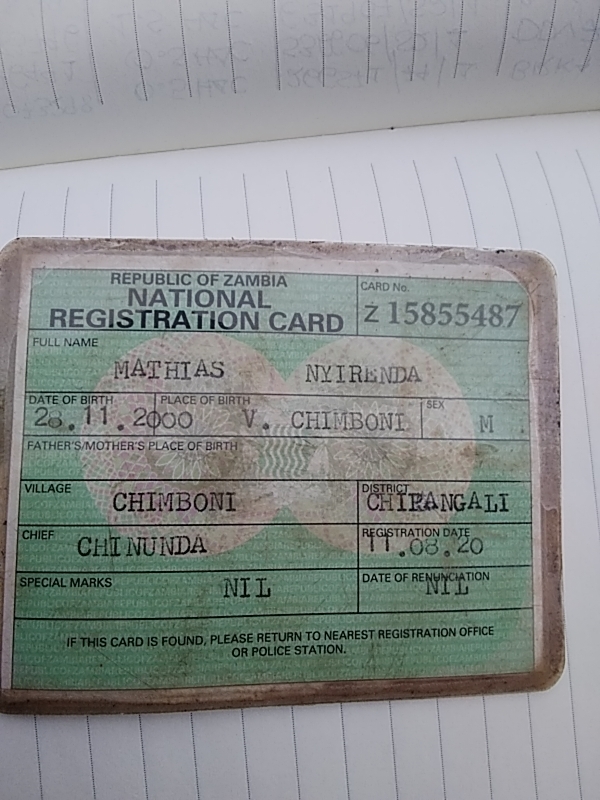 REPUBLIC OF ZAMBIA
NATIONAL
REGISTRATION CARD
CARD No.
Z 15855487
FULL NAME
MATHIAS NYIRENDA
DATE OF BIRTH PLACE OF BIRTH SEX
28.11.2000 V. CHIMBONI M
FATHER'S/MOTHER'S PLACE OF BIRTH
VILLAGE CHIMBONI
DISTRICT
CHIPANGALI
CHIEF CHINUNDA
REGISTRATION DATE
11.08.20
SPECIAL MARKS NIL
DATE OF RENUNCIATION
NIL
IF THIS CARD IS FOUND, PLEASE RETURN TO NEAREST REGISTRATION OFFICE
OR POLICE STATION.